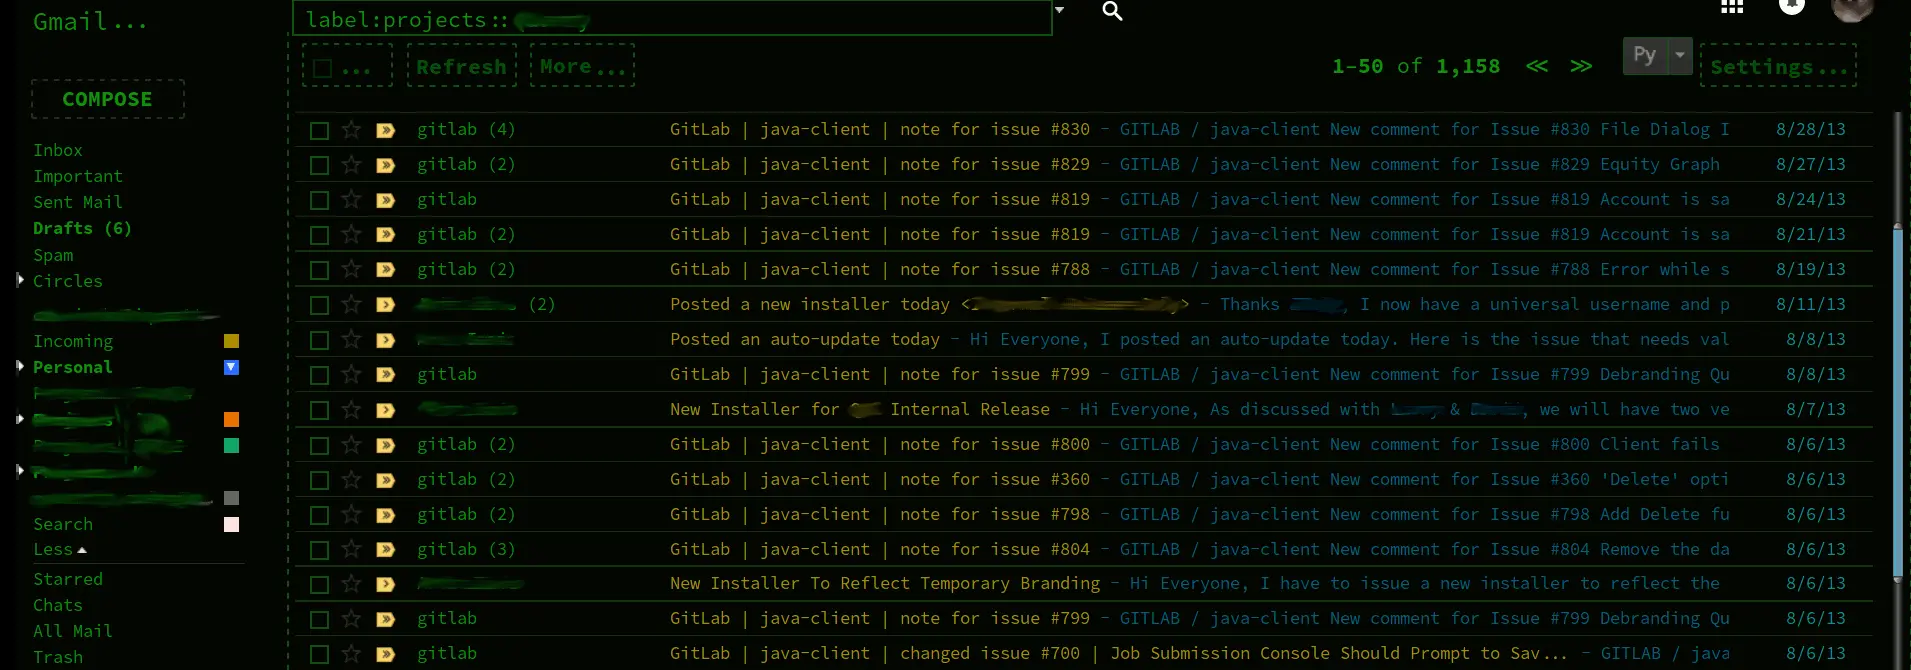 Gmail...
label:projects::
... Refresh More... 1-50 of 1,158 Py Settings...
COMPOSE
Inbox
Important
Sent Mail
Drafts (6)
Spam
Circles
Incoming
Personal
Search
Less
Starred
Chats
All Mail
Trash
gitlab (4) GitLab | java-client | note for issue #830 - GITLAB / java-client New comment for Issue #830 File Dialog I 8/28/13
gitlab (2) GitLab | java-client | note for issue #829 - GITLAB / java-client New comment for Issue #829 Equity Graph 8/27/13
gitlab GitLab | java-client | note for issue #819 - GITLAB / java-client New comment for Issue #819 Account is sa 8/24/13
gitlab (2) GitLab | java-client | note for issue #819 - GITLAB / java-client New comment for Issue #819 Account is sa 8/21/13
gitlab (2) GitLab | java-client | note for issue #788 - GITLAB / java-client New comment for Issue #788 Error while s 8/19/13
(2) Posted a new installer today < > - Thanks , I now have a universal username and p 8/11/13
Posted an auto-update today - Hi Everyone, I posted an auto-update today. Here is the issue that needs val 8/8/13
gitlab GitLab | java-client | note for issue #799 - GITLAB / java-client New comment for Issue #799 Debranding Qu 8/8/13
New Installer for Internal Release - Hi Everyone, As discussed with & , we will have two ve 8/7/13
gitlab (2) GitLab | java-client | note for issue #800 - GITLAB / java-client New comment for Issue #800 Client fails 8/6/13
gitlab (2) GitLab | java-client | note for issue #360 - GITLAB / java-client New comment for Issue #360 'Delete' opti 8/6/13
gitlab (2) GitLab | java-client | note for issue #798 - GITLAB / java-client New comment for Issue #798 Add Delete fu 8/6/13
gitlab (3) GitLab | java-client | note for issue #804 - GITLAB / java-client New comment for Issue #804 Remove the da 8/6/13
New Installer To Reflect Temporary Branding - Hi Everyone, I have to issue a new installer to reflect the 8/6/13
gitlab GitLab | java-client | note for issue #799 - GITLAB / java-client New comment for Issue #799 Debranding Qu 8/6/13
gitlab GitLab | java-client | changed issue #700 | Job Submission Console Should Prompt to Sav... - GITLAB / java 8/6/13